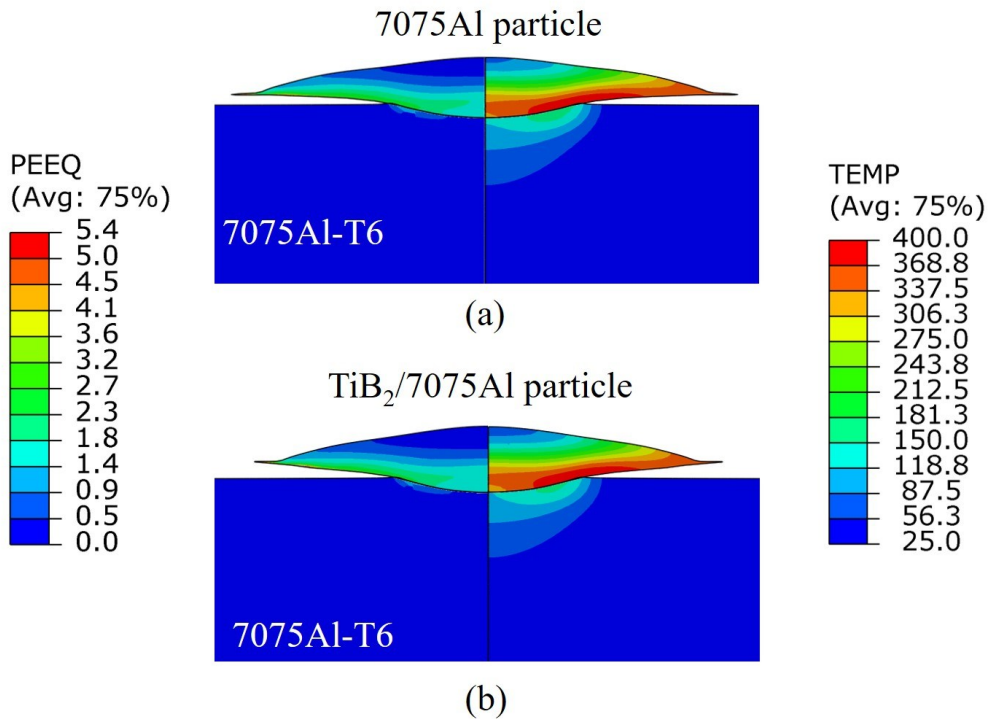 7075Al particle
PEEQ
(Avg: 75%)
5.4
5.0
4.5
4.1
3.6
3.2
2.7
2.3
1.8
1.4
0.9
0.5
0.0
7075Al-T6
TEMP
(Avg: 75%)
400.0
368.8
337.5
306.3
275.0
243.8
212.5
181.3
150.0
118.8
87.5
56.3
25.0
(a)
TiB₂/7075Al particle
7075Al-T6
(b)